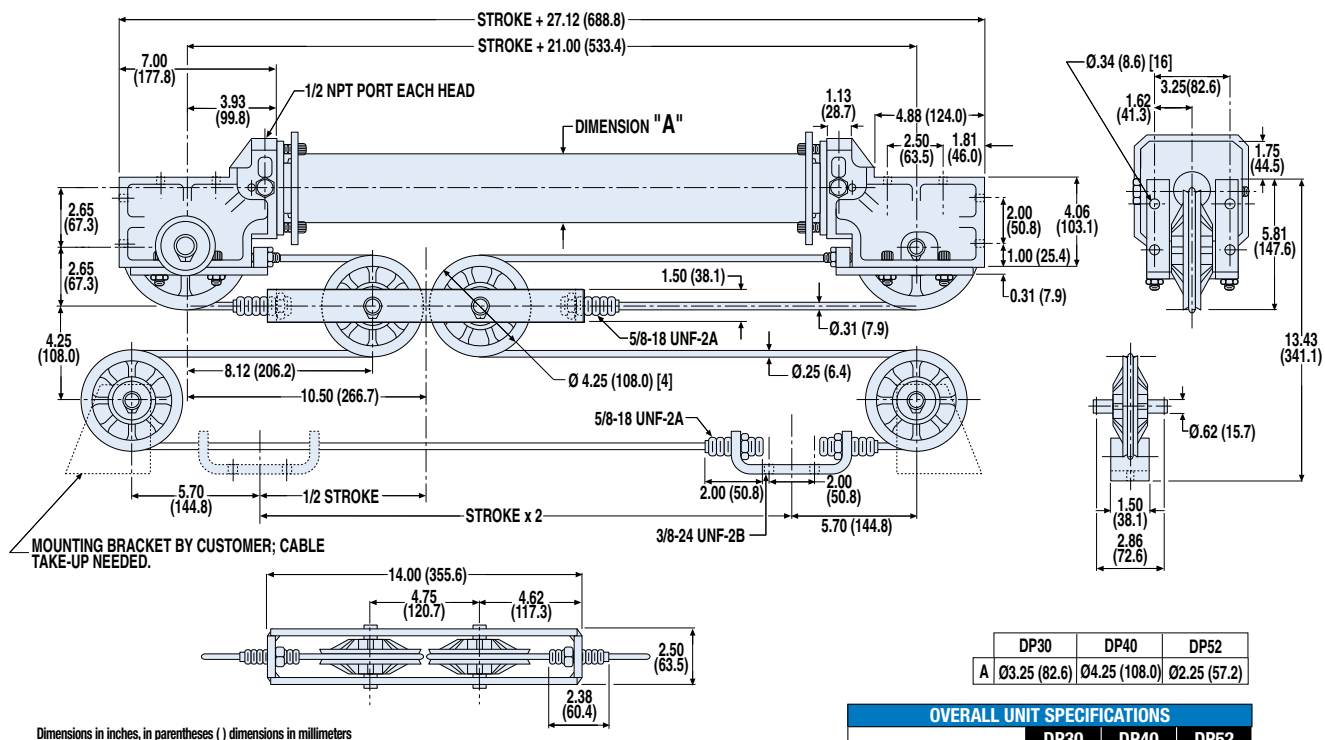 STROKE + 27.12 (688.8)
STROKE + 21.00 (533.4)
7.00
(177.8)
3.93
(99.8)
1/2 NPT PORT EACH HEAD
DIMENSION "A"
1.13
(28.7)
4.88 (124.0)
2.50
(63.5)
1.81
(46.0)
Ø.34 (8.6) [16]
3.25(82.6)
1.62
(41.3)
1.75
(44.5)
2.65
(67.3)
2.65
(67.3)
4.25
(108.0)
2.00
(50.8)
4.06
(103.1)
1.00 (25.4)
0.31 (7.9)
5.81
(147.6)
13.43
(341.1)
1.50 (38.1)
5/8-18 UNF-2A
Ø.31 (7.9)
Ø.25 (6.4)
Ø 4.25 (108.0) [4]
8.12 (206.2)
10.50 (266.7)
5/8-18 UNF-2A
Ø.62 (15.7)
5.70
(144.8)
1/2 STROKE
2.00 (50.8)
2.00
(50.8)
STROKE x 2
5.70 (144.8)
3/8-24 UNF-2B
1.50
(38.1)
2.86
(72.6)
MOUNTING BRACKET BY CUSTOMER; CABLE
TAKE-UP NEEDED.
14.00 (355.6)
4.75
(120.7)
4.62
(117.3)
2.50
(63.5)
2.38
(60.4)
DP30 DP40 DP52
A Ø3.25 (82.6) Ø4.25 (108.0) Ø2.25 (57.2)
Dimensions in inches, in parentheses ( ) dimensions in millimeters
OVERALL UNIT SPECIFICATIONS
DP30 DP40 DP52